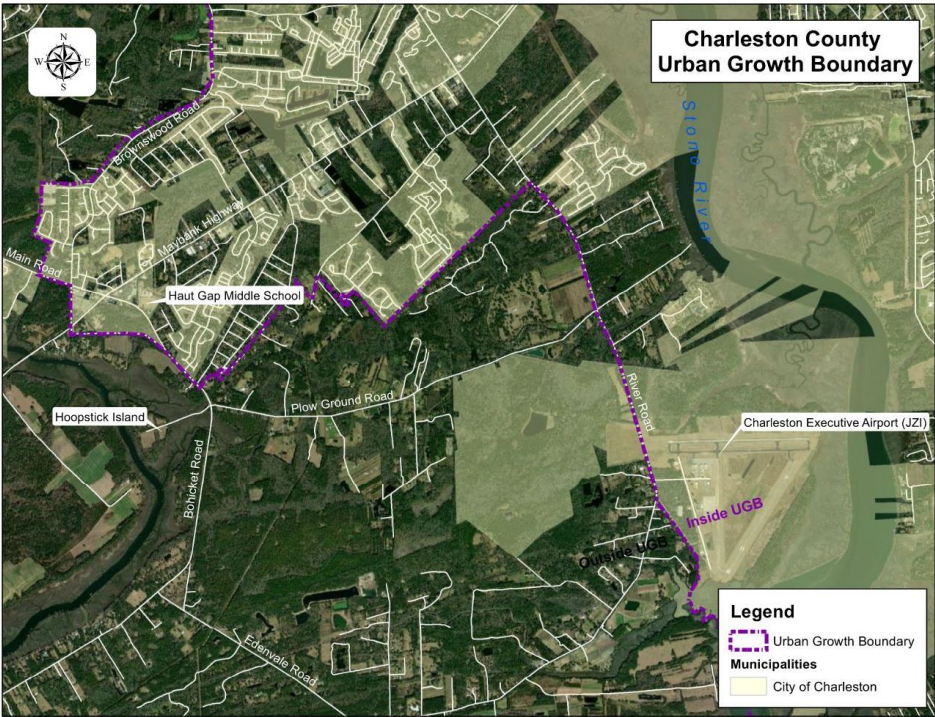 Charleston County
Urban Growth Boundary
N
W E
S
Stono River
Brownswood Road
Maybank Highway
Main Road
Haut Gap Middle School
Plow Ground Road
River Road
Hoopstick Island
Charleston Executive Airport (JZI)
Bohicket Road
Inside UGB
Outside UGB
Edenvale Road
Legend
Urban Growth Boundary
Municipalities
City of Charleston